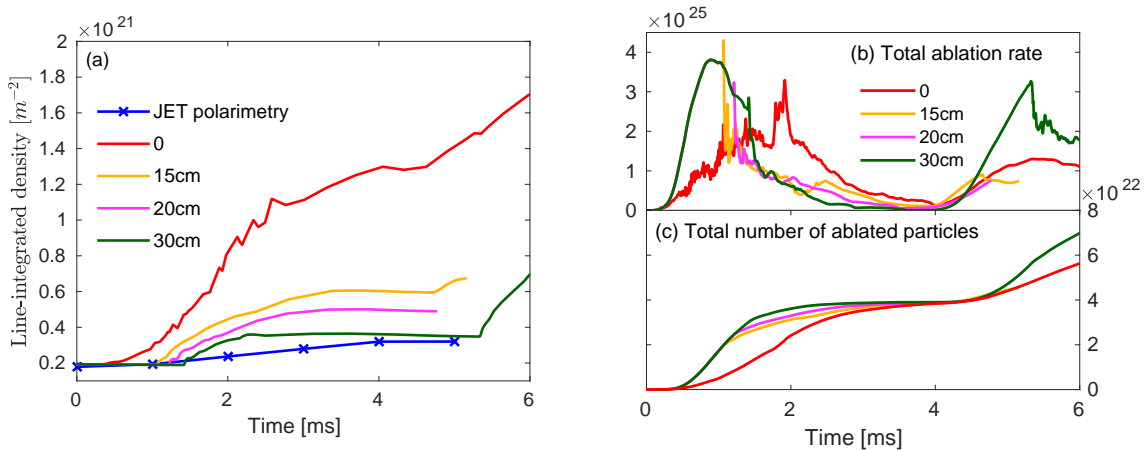 ×10^21
2
(a)
1.8
1.6
1.4
1.2
1
0.8
0.6
0.4
0.2
Line-integrated density [m^−2]
JET polarimetry
0
15cm
20cm
30cm
0
2
4
6
Time [ms]
×10^25
(b) Total ablation rate
4
3
2
1
0
0
15cm
20cm
30cm
×10^22
8
(c) Total number of ablated particles
6
4
2
0
0
2
4
6
Time [ms]